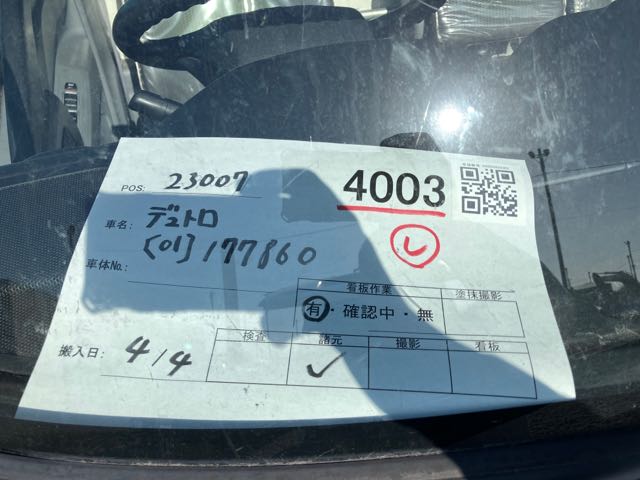 POS: 23007
4003
車名: デュトロ
し
車体No.: [01] 177860
看板作業
塗抹撮影
有・確認中・無
搬入日: 4/4
検査
諸元
撮影
看板
✓